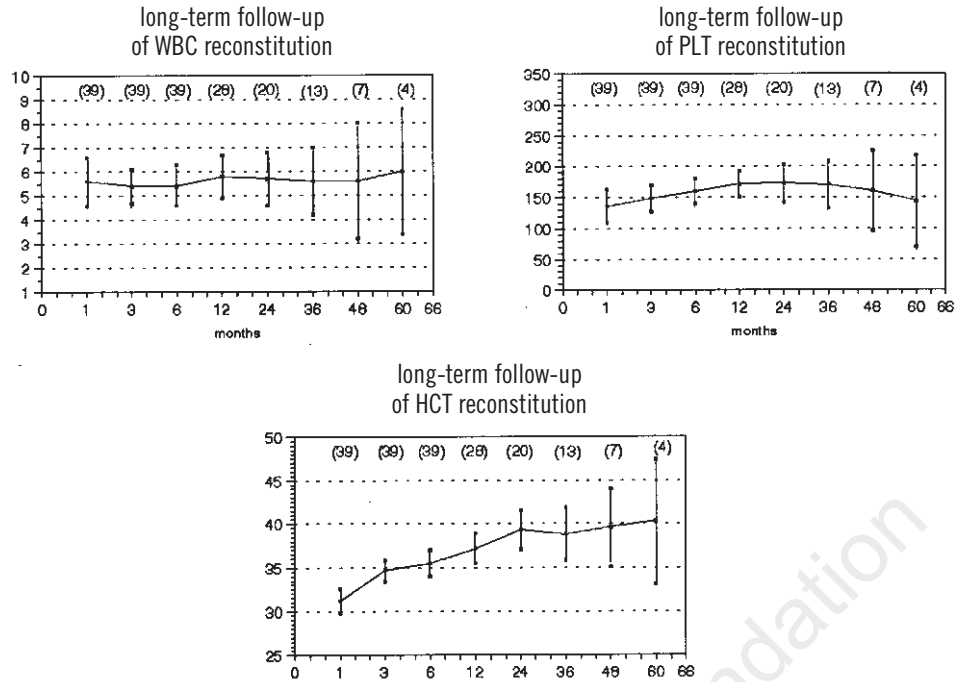 long-term follow-up
of WBC reconstitution
10
(39) (39) (39) (28) (20) (13) (7) (4)
9
8
7
6
5
4
3
2
1
0 1 3 6 12 24 36 48 60 66
months
long-term follow-up
of PLT reconstitution
350
(39) (39) (39) (28) (20) (13) (7) (4)
300
250
200
150
100
50
0
0 1 3 6 12 24 36 48 60 66
months
long-term follow-up
of HCT reconstitution
50
(39) (39) (39) (28) (20) (13) (7) (4)
45
40
35
30
25
0 1 3 6 12 24 36 48 60 66